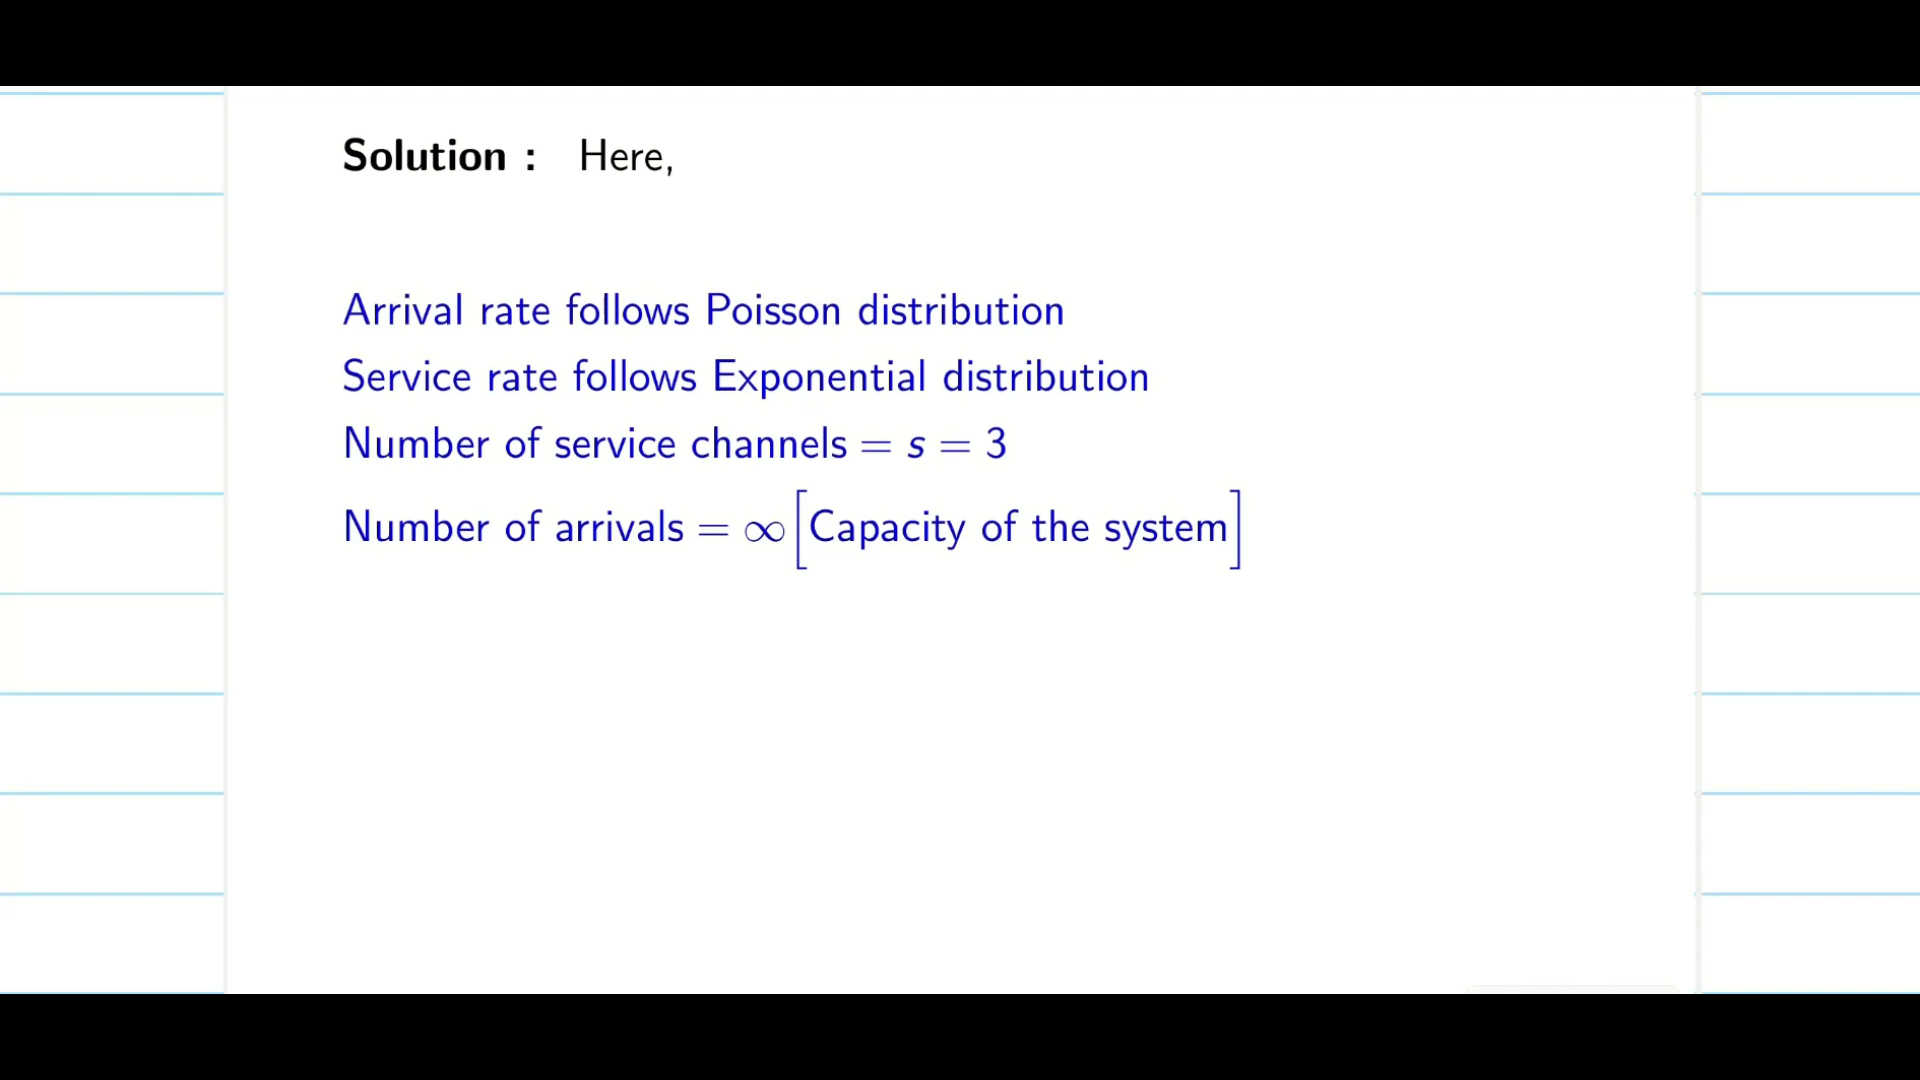 Solution : Here,
Arrival rate follows Poisson distribution
Service rate follows Exponential distribution
Number of service channels = s = 3
Number of arrivals = ∞ [Capacity of the system]